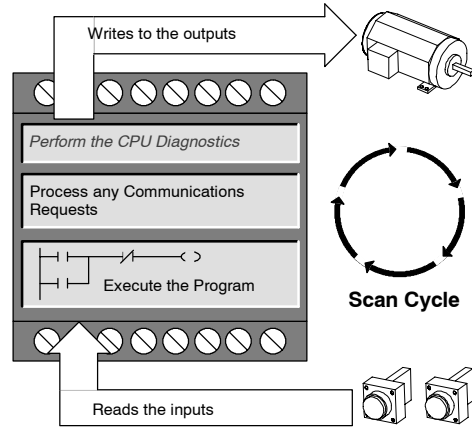 Writes to the outputs
Perform the CPU Diagnostics
Process any Communications
Requests
Execute the Program
Scan Cycle
Reads the inputs